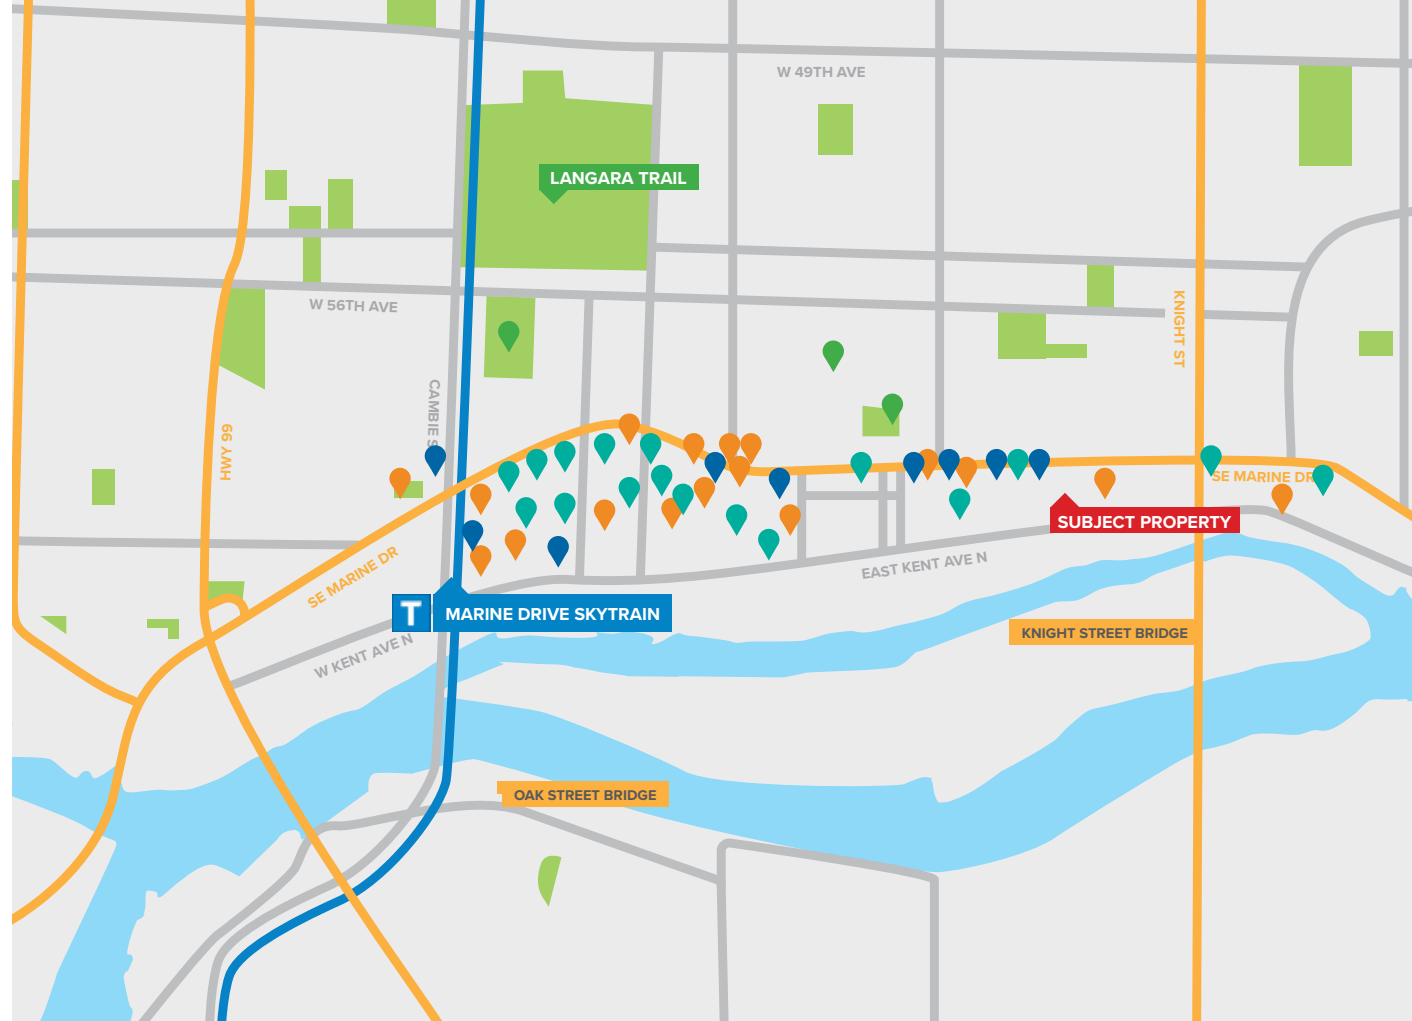 W 49TH AVE
LANGARA TRAIL
W 56TH AVE
KNIGHT ST
CAMBIE S
HWY 99
SE MARINE DR
SE MARINE DR
SUBJECT PROPERTY
EAST KENT AVE N
T
MARINE DRIVE SKYTRAIN
W KENT AVE N
KNIGHT STREET BRIDGE
OAK STREET BRIDGE